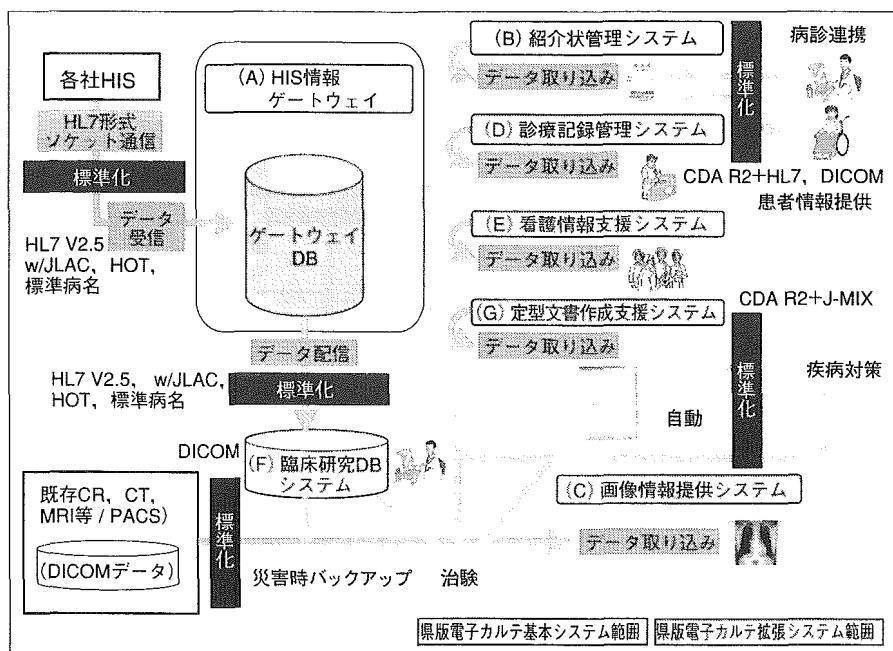 各社HIS
HL7形式
ソケット通信
標準化
データ
受信
HL7 V2.5
w/JLAC, HOT,
標準病名
(A) HIS情報
ゲートウェイ
ゲートウェイ
DB
データ配信
HL7 V2.5, w/JLAC,
HOT, 標準病名
標準化
(B) 紹介状管理システム
データ取り込み
標準化
病診連携
(D) 診療記録管理システム
データ取り込み
CDA R2+HL7, DICOM
患者情報提供
(E) 看護情報支援システム
データ取り込み
CDA R2+J-MIX
(G) 定型文書作成支援システム
データ取り込み
標準化
疾病対策
自動
DICOM
(F) 臨床研究DB
システム
(C) 画像情報提供システム
データ取り込み
既存CR, CT,
MRI等 / PACS)
(DICOMデータ)
標準化
災害時バックアップ
治験
県版電子カルテ基本システム範囲
県版電子カルテ拡張システム範囲